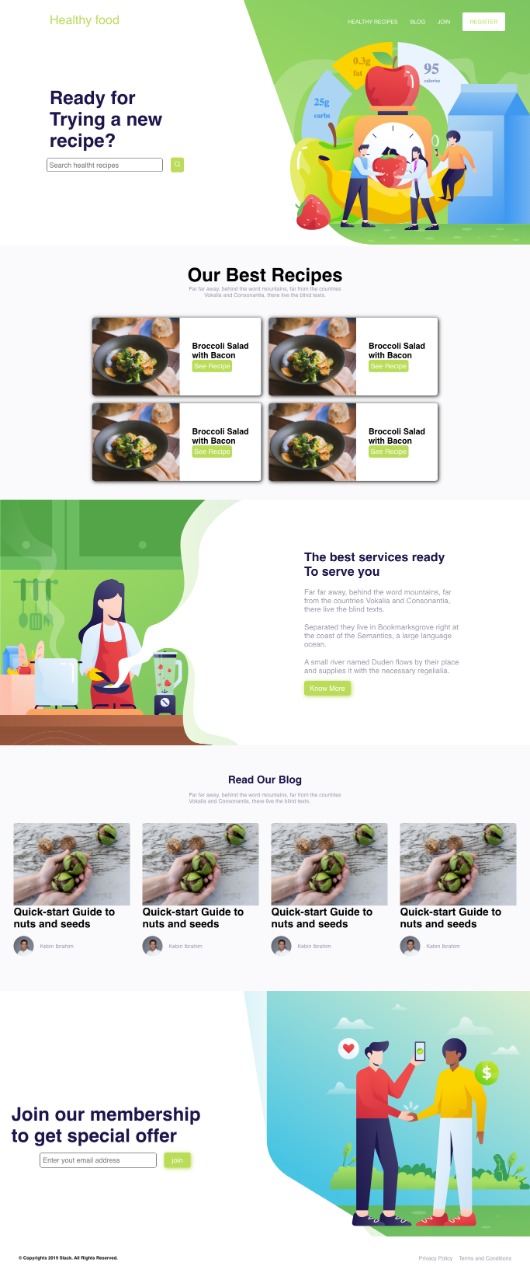 Healthy food
HEALTHY RECIPES BLOG JOIN REGISTER
0.3g
fat
95
calories
25g
carbs
Ready for
Trying a new
recipe?
Search healtht recipes
Our Best Recipes
Far far away, behind the word mountains, far from the countries
Vokalia and Consonantia, there live the blind texts.
Broccoli Salad
with Bacon
See Recipe
Broccoli Salad
with Bacon
See Recipe
Broccoli Salad
with Bacon
See Recipe
Broccoli Salad
with Bacon
See Recipe
The best services ready
To serve you
Far far away, behind the word mountains, far
from the countries Vokalia and Consonantia,
there live the blind texts.
Separated they live in Bookmarksgrove right at
the coast of the Semantics, a large language
ocean.
A small river named Duden flows by their place
and supplies it with the necessary regelialia.
Know More
Read Our Blog
Far far away, behind the word mountains, far from the countries
Vokalia and Consonantia, there live the blind texts.
Quick-start Guide to
nuts and seeds
Kabin Ibrahim
Quick-start Guide to
nuts and seeds
Kabin Ibrahim
Quick-start Guide to
nuts and seeds
Kabin Ibrahim
Quick-start Guide to
nuts and seeds
Kabin Ibrahim
$
Join our membership
to get special offer
Enter yout email address
join
© Copyrights 2019 Stack. All Rights Reserved.
Privacy Policy Terms and Conditions